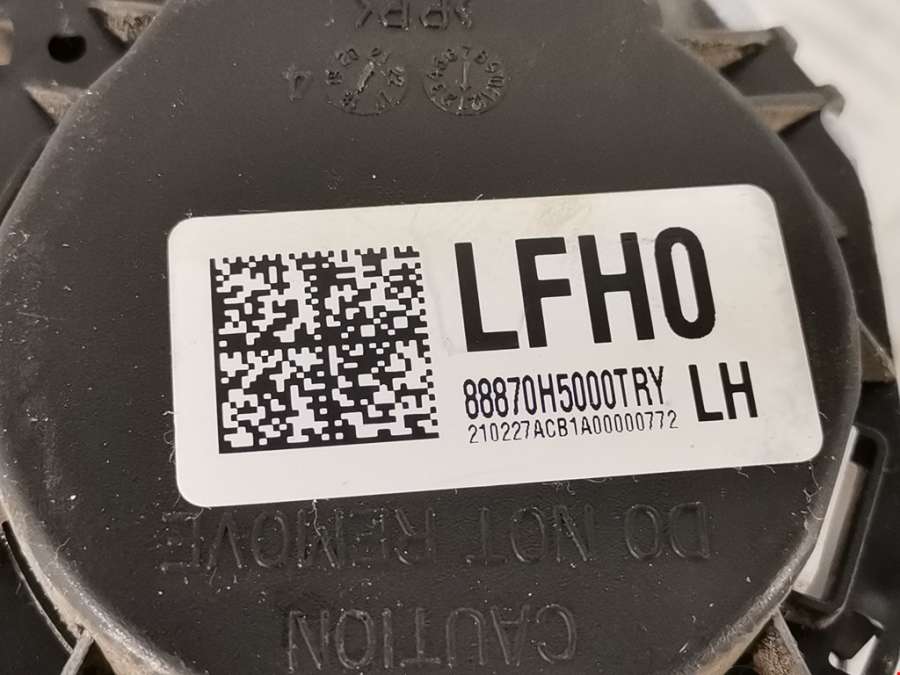 LFH0
88870H5000TRY
LH
210227ACB1A00000772
CAUTION
DO NOT REMOVE